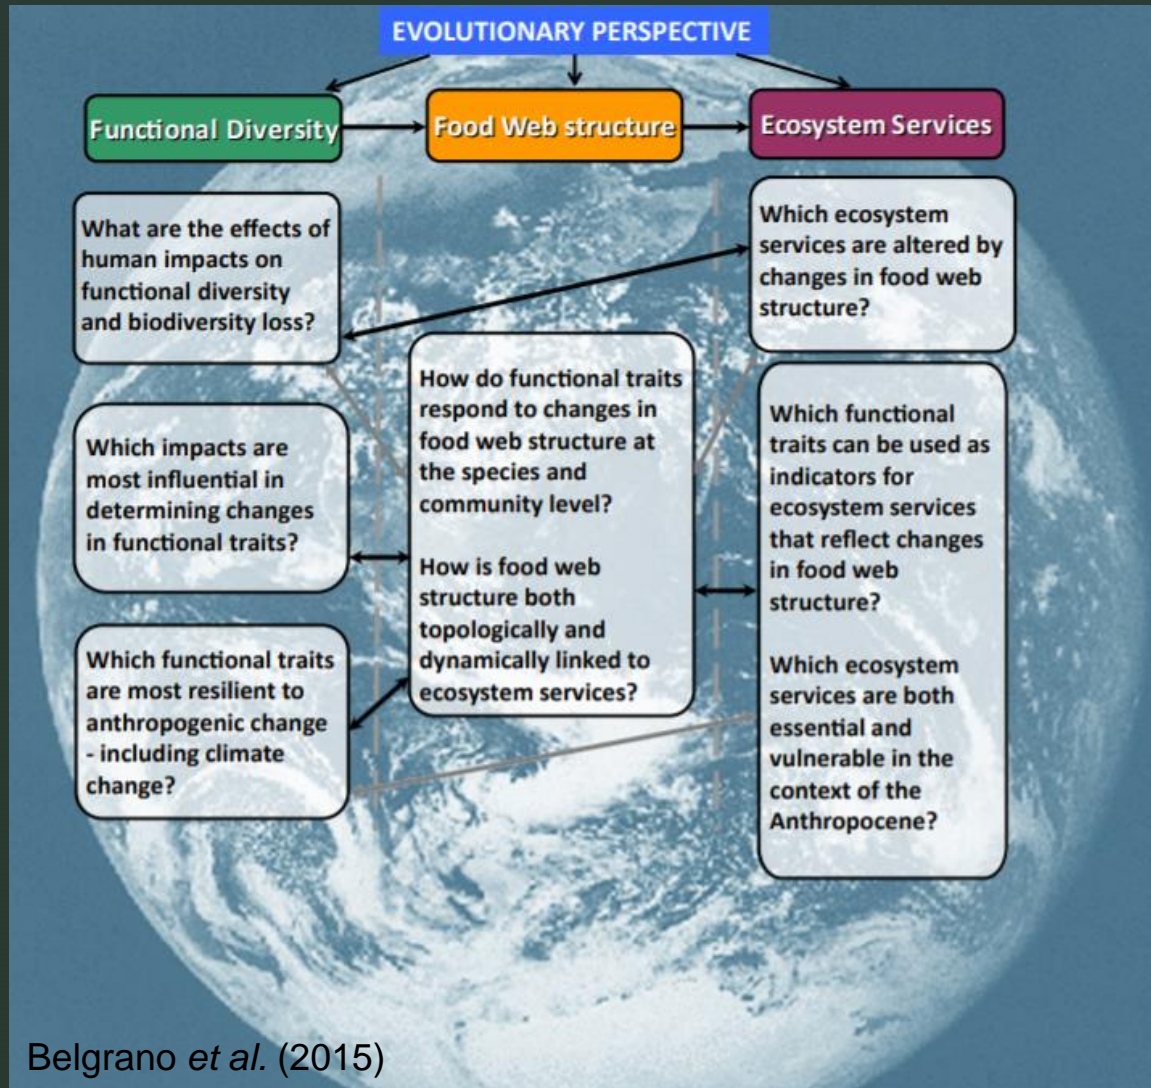 EVOLUTIONARY PERSPECTIVE
Functional Diversity
Food Web structure
Ecosystem Services
What are the effects of
human impacts on
functional diversity
and biodiversity loss?
Which impacts are
most influential in
determining changes
in functional traits?
Which functional traits
are most resilient to
anthropogenic change
- including climate
change?
How do functional traits
respond to changes in
food web structure at
the species and
community level?
How is food web
structure both
topologically and
dynamically linked to
ecosystem services?
Which ecosystem
services are altered by
changes in food web
structure?
Which functional
traits can be used as
indicators for
ecosystem services
that reflect changes
in food web
structure?
Which ecosystem
services are both
essential and
vulnerable in the
context of the
Anthropocene?
Belgrano et al. (2015)